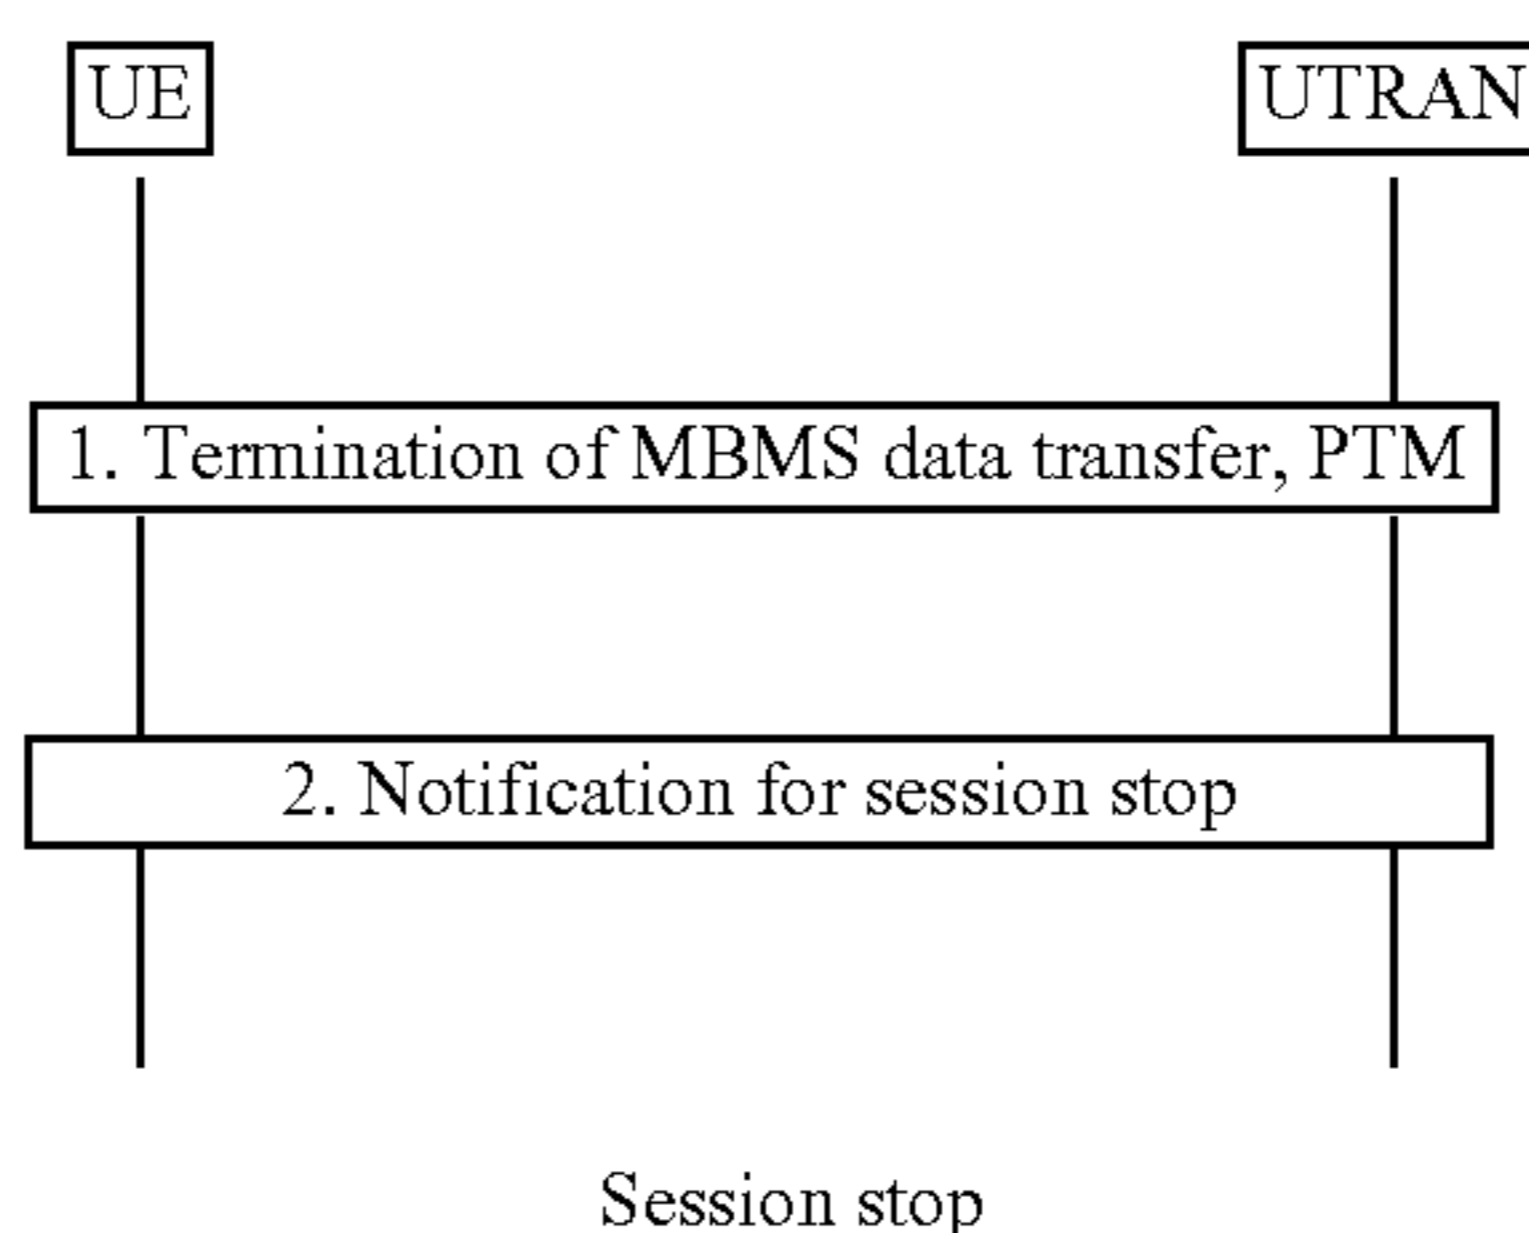 UE
UTRAN
1. Termination of MBMS data transfer, PTM
2. Notification for session stop
Session stop